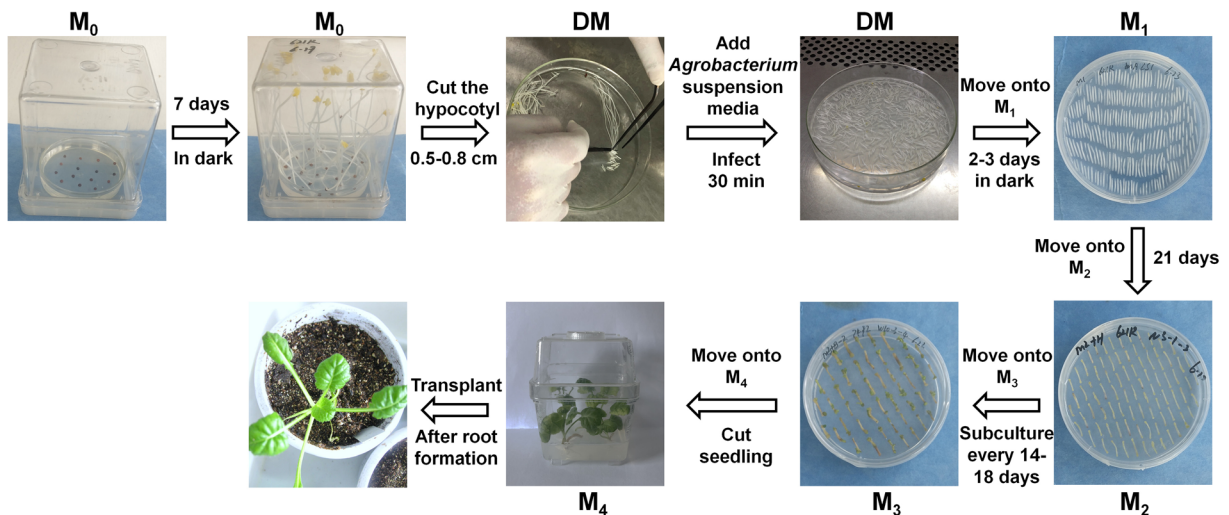 M₀
M₀
DM
DM
M₁
7 days
In dark
Cut the
hypocotyl
0.5-0.8 cm
Add
Agrobacterium
suspension
media
Infect
30 min
Move onto
M₁
2-3 days
in dark
Move onto
M₂
21 days
Transplant
After root
formation
Move onto
M₄
Cut
seedling
Move onto
M₃
Subculture
every 14-
18 days
M₄
M₃
M₂